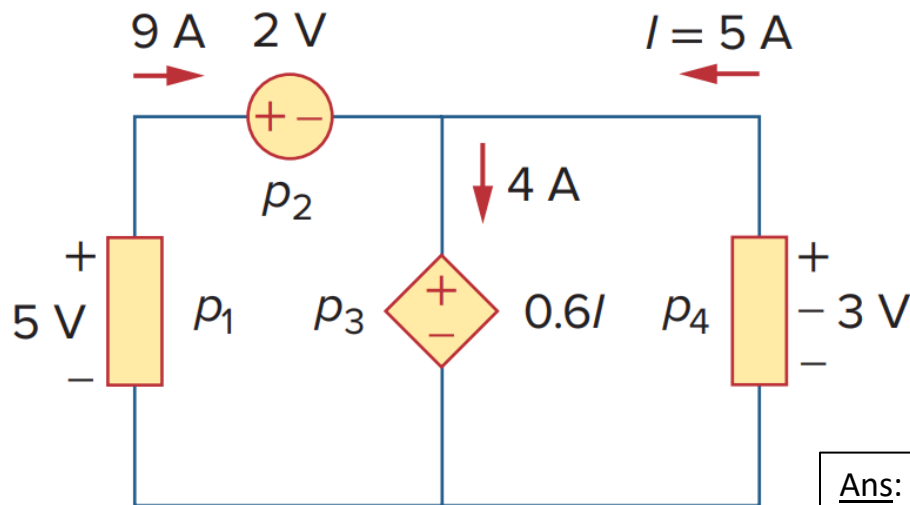 9 A 2 V I = 5 A
+ −
p2
4 A
+ + +
5 V p1 p3 0.6I p4 − 3 V
− − −
Ans: